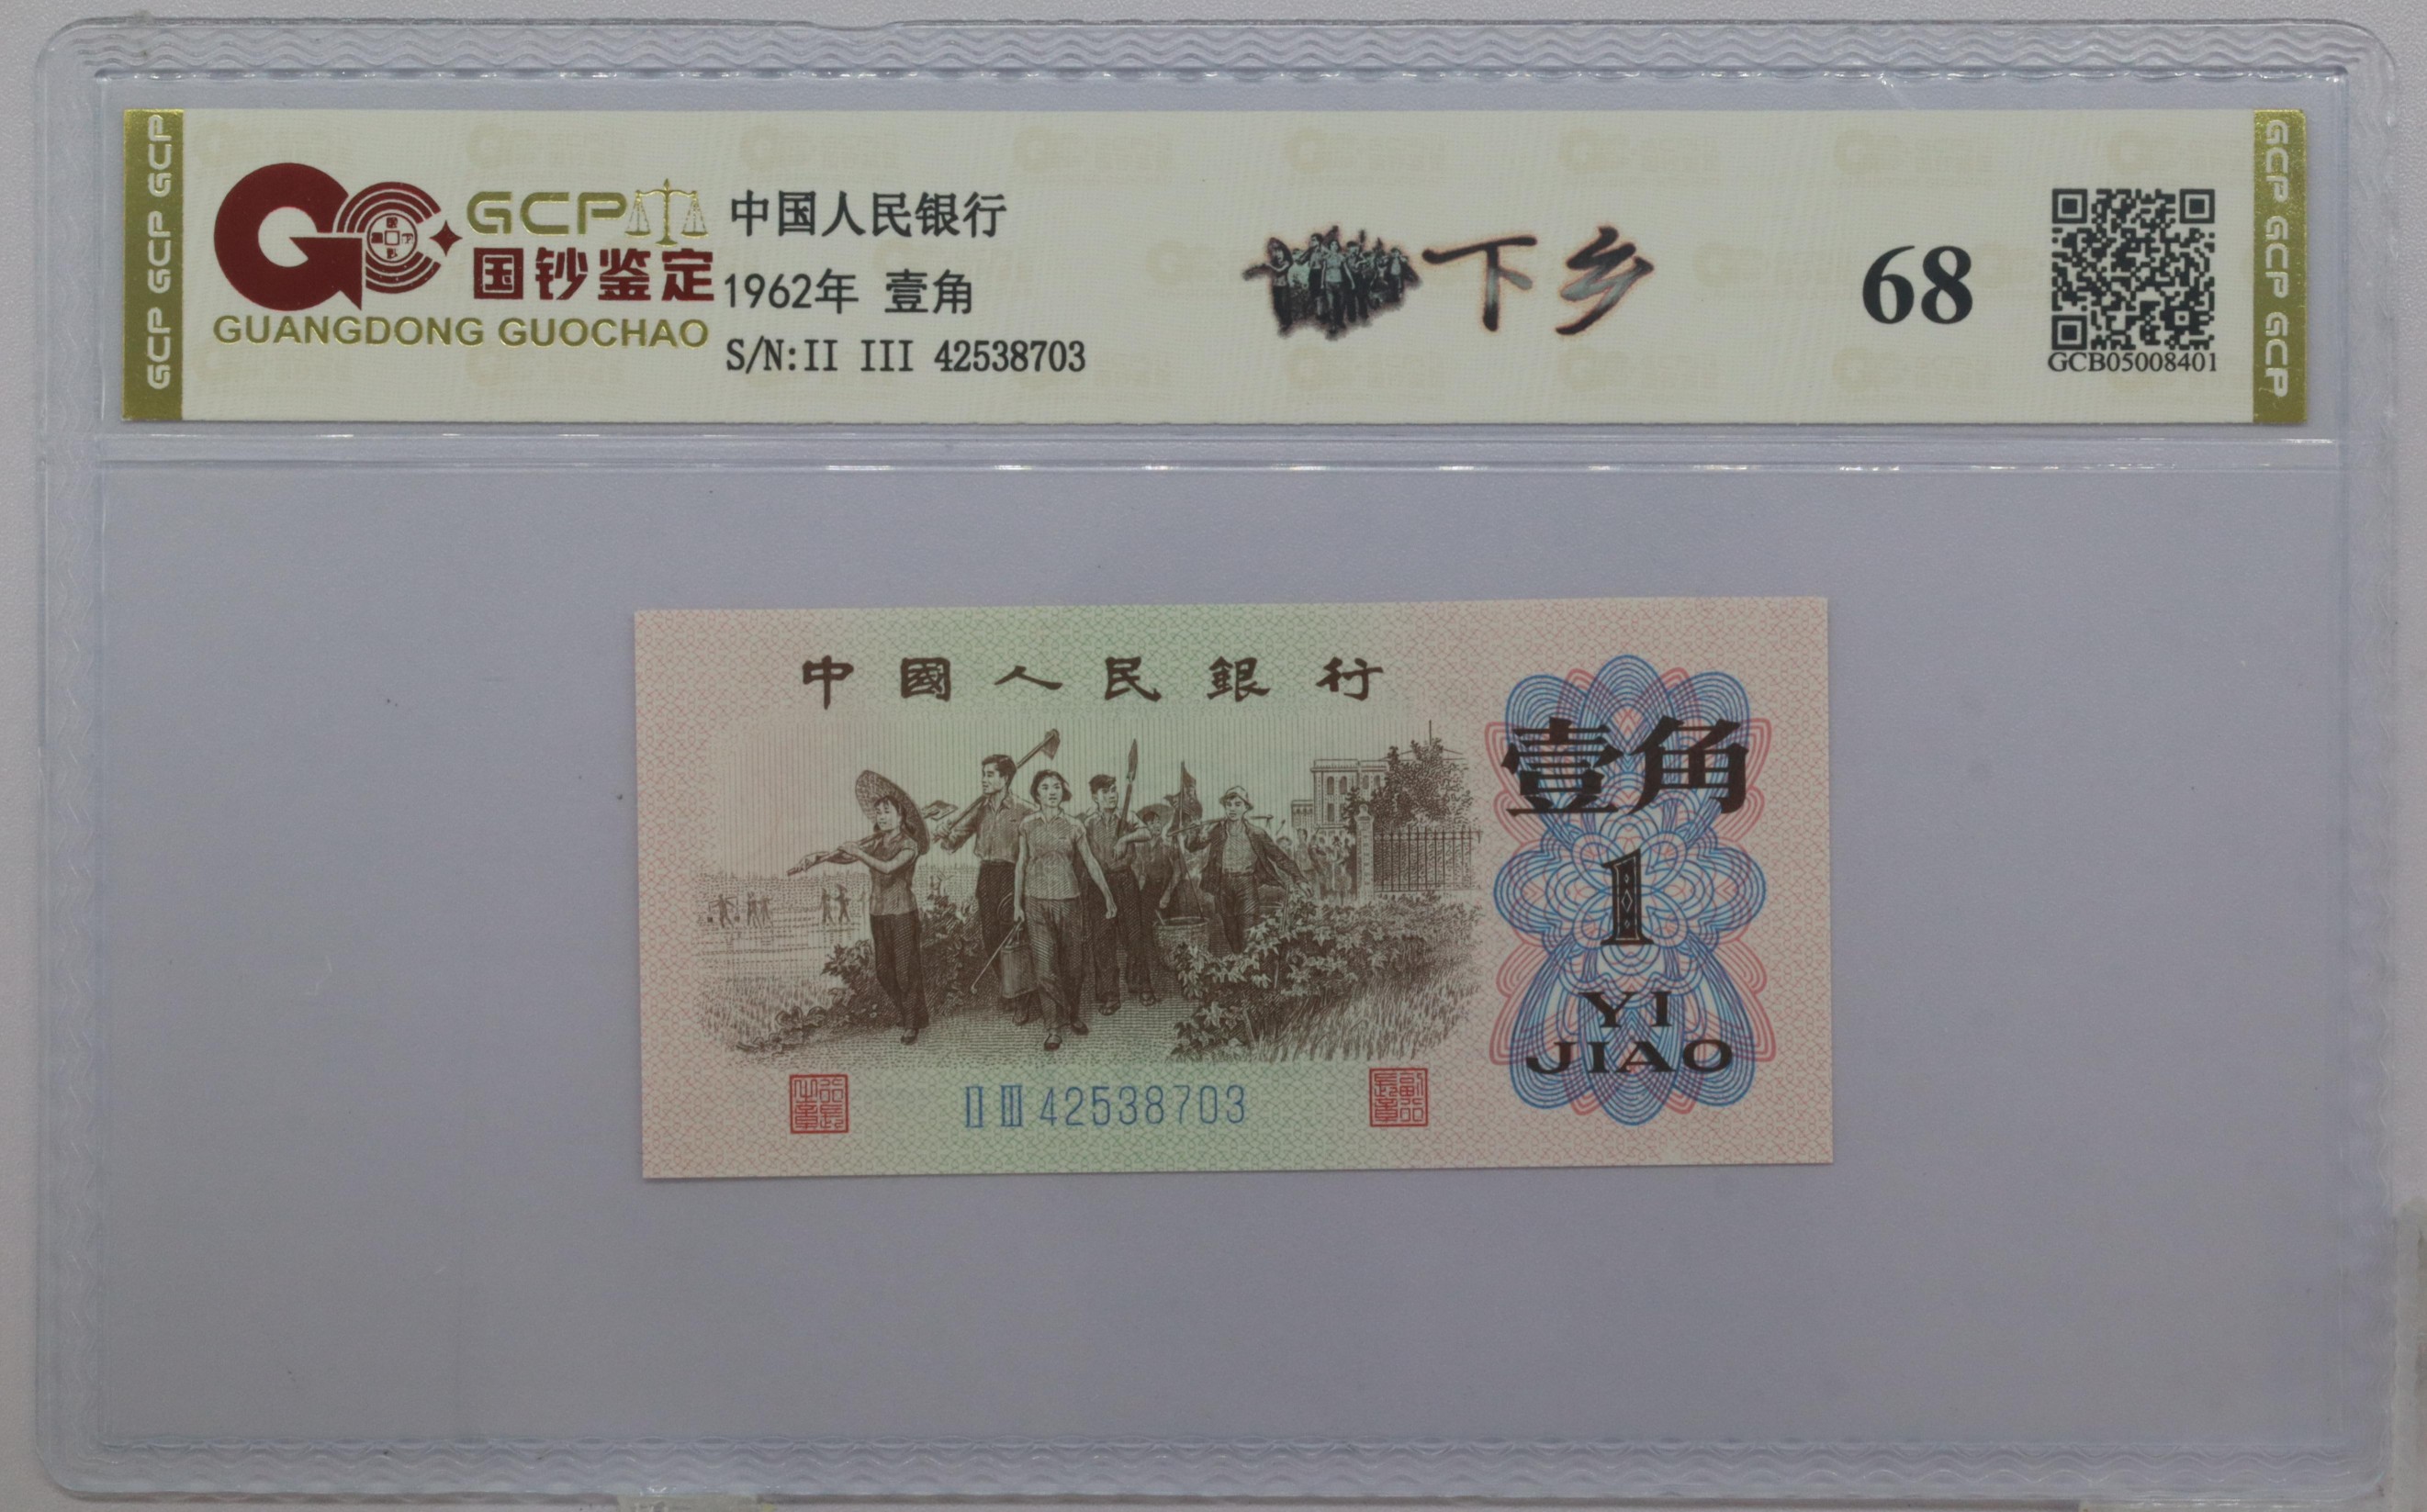 GCP GCP GCP
GCP
国钞鉴定
GUANGDONG GUOCHAO
中国人民银行
1962年 壹角
S/N:II III 42538703
下乡
68
GCB05008401
GCP GCP GCP GCP
中國人民銀行
壹角
1
YI
JIAO
II III 42538703